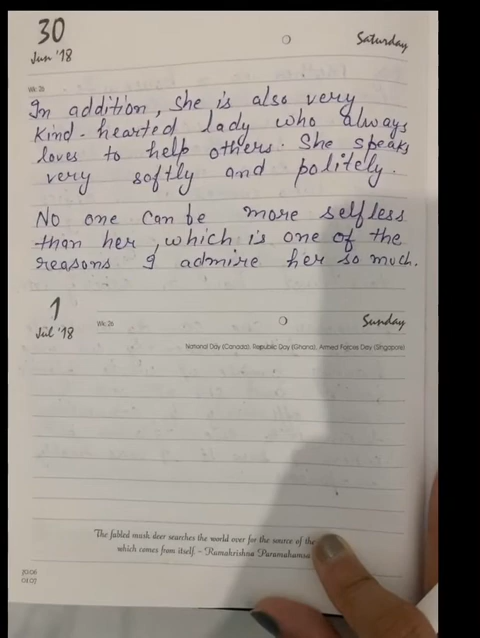 30
Jun '18
Saturday
Wk 26
In addition, she is also very
Kind-hearted lady who always
loves to help others. She speaks
very softly and politely.
No one can be more selfless
than her, which is one of the
reasons I admire her so much.
1
Jul '18
Wk 26
Sunday
National Day (Canada), Republic Day (Ghana), Armed Forces Day (Singapore)
The fabled musk deer searches the world over for the source of the
which comes from itself. - Ramakrishna Paramahamsa
30.06
01.07